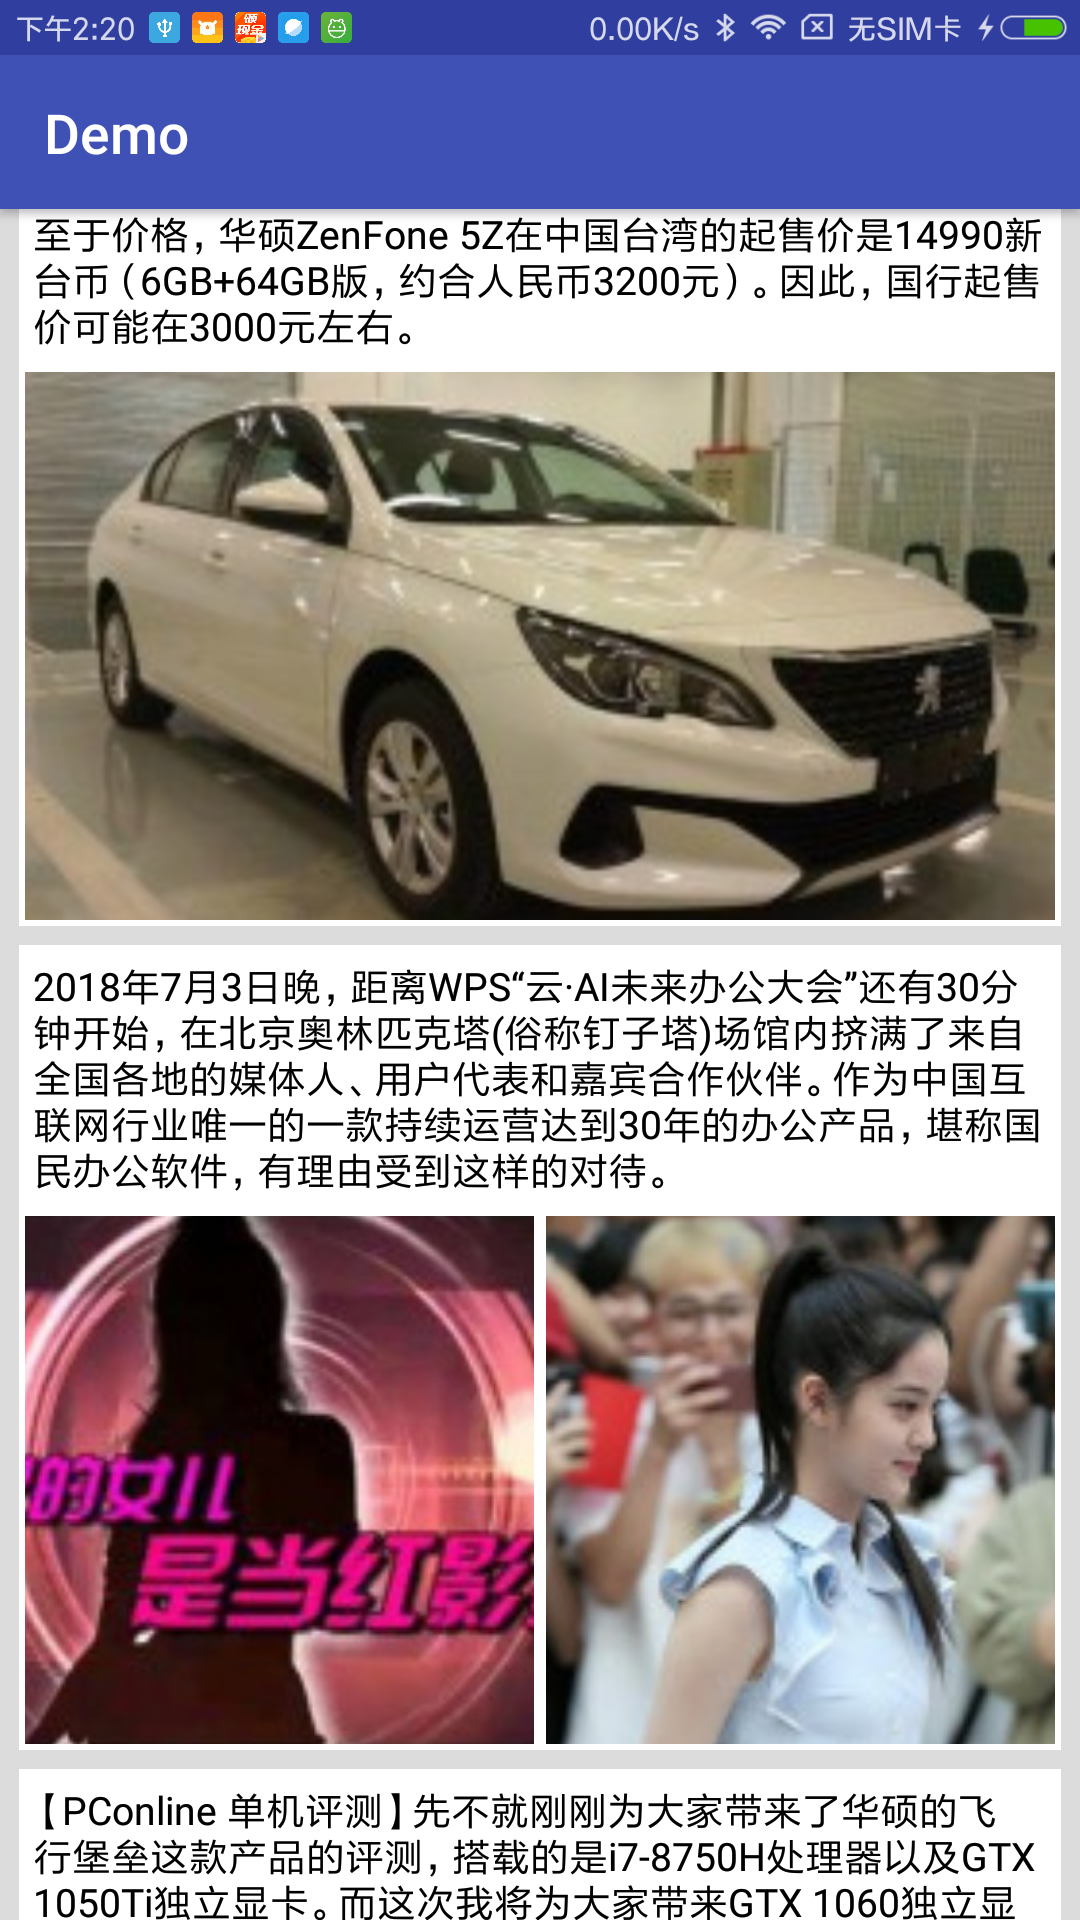 下午2:20 领现金 0.00K/s 无SIM卡
Demo
至于价格，华硕ZenFone 5Z在中国台湾的起售价是14990新
台币（6GB+64GB版，约合人民币3200元）。因此，国行起售
价可能在3000元左右。
2018年7月3日晚，距离WPS“云·AI未来办公大会”还有30分
钟开始，在北京奥林匹克塔(俗称钉子塔)场馆内挤满了来自
全国各地的媒体人、用户代表和嘉宾合作伙伴。作为中国互
联网行业唯一的一款持续运营达到30年的办公产品，堪称国
民办公软件，有理由受到这样的对待。
的女儿
是当红影
【PConline 单机评测】先不就刚刚为大家带来了华硕的飞
行堡垒这款产品的评测，搭载的是i7-8750H处理器以及GTX
1050Ti独立显卡。而这次我将为大家带来GTX 1060独立显